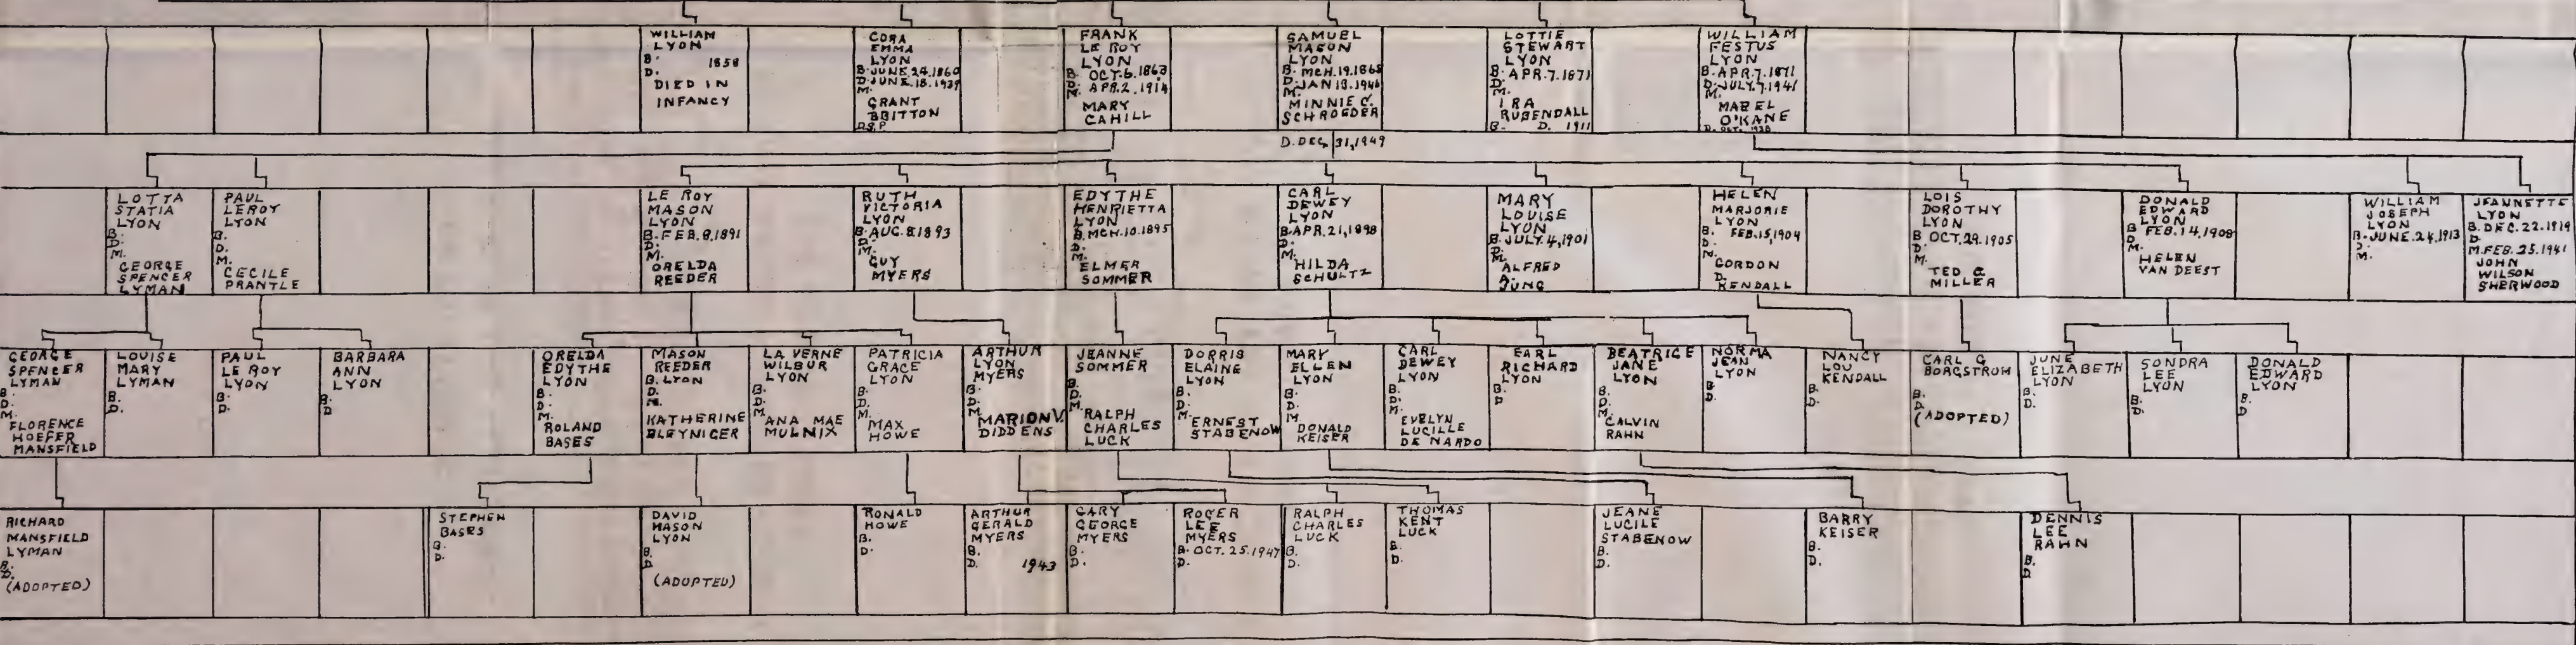 WILLIAM
LYON
B. 1858
D.
DIED IN
INFANCY
CORA
EMMA
LYON
B. JUNE.24.1860
D. JUNE.18.1939
M.
GRANT
BRITTON
D.S.P.
FRANK
LE ROY
LYON
B. OCT.6.1863
D. APR.2.1914
M.
MARY
CAHILL
SAMUEL
MASON
LYON
B. MCH.19.1868
D. JAN 13.1946
M.
MINNIE C.
SCHROEDER
D. DEC. 31,1949
LOTTIE
STEWART
LYON
B. APR.7.1871
D.
M.
IRA
RUBENDALL
B. D. 1911
WILLIAM
FESTUS
LYON
B. APR.7.1871
D. JULY.7.1941
M.
MABEL
O'KANE
D. OCT. 1938
LOTTA
STATIA
LYON
B.
D.
M.
GEORGE
SPENCER
LYMAN
PAUL
LEROY
LYON
B.
D.
M.
CECILE
PRANTLE
LE ROY
MASON
LYON
B. FEB.8.1891
D.
M.
ORELDA
REEDER
RUTH
VICTORIA
LYON
B. AUG.8.1893
D.
M.
GUY
MYERS
EDYTHE
HENRIETTA
LYON
B. MCH.10.1895
D.
M.
ELMER
SOMMER
CARL
DEWEY
LYON
B. APR.21,1898
D.
M.
HILDA
SCHULTZ
MARY
LOUISE
LYON
B. JULY.4,1901
D.
M.
ALFRED
A.
JUNG
HELEN
MARJORIE
LYON
B. FEB.15,1904
D.
M.
GORDON
D.
KENDALL
LOIS
DOROTHY
LYON
B OCT.29.1905
D.
M.
TED C
MILLER
DONALD
EDWARD
LYON
B FEB.14,1908
D
M.
HELEN
VAN DEEST
WILLIAM
JOSEPH
LYON
B. JUNE.24,1913
D.
M.
JEANNETTE
LYON
B. DEC.22.1919
D.
M. FEB.25.1941
JOHN
WILSON
SHERWOOD
GEORGE
SPENCER
LYMAN
B.
D.
M.
FLORENCE
HOEFER
MANSFIELD
LOUISE
MARY
LYMAN
B.
D.
PAUL
LE ROY
LYON
B.
D.
BARBARA
ANN
LYON
B.
D
ORELDA
EDYTHE
LYON
B.
D.
M.
ROLAND
BASES
MASON
REEDER
B. LYON
D.
M.
KATHERINE
BLEYNIGER
LA VERNE
WILBUR
LYON
B.
D.
M.
ANA MAE
MULNIX
PATRICIA
GRACE
LYON
B.
D.
M.
MAX
HOWE
ARTHUR
LYON
MYERS
B.
D.
M.
MARION V.
DIDDENS
JEANNE
SOMMER
B.
D.
M.
RALPH
CHARLES
LUCK
DORRIS
ELAINE
LYON
B.
D.
M.
ERNEST
STABENOW
MARY
ELLEN
LYON
B.
D.
M.
DONALD
KEISER
CARL
DEWEY
LYON
B.
D.
M.
EVELYN
LUCILLE
DE NARDO
EARL
RICHARD
LYON
B.
D
BEATRICE
JANE
LYON
B.
D.
M.
CALVIN
RAHN
NORMA
JEAN
LYON
B.
D.
NANCY
LOU
KENDALL
B.
D.
CARL G
BORGSTROM
B.
D.
(ADOPTED)
JUNE
ELIZABETH
LYON
B.
D.
SONDRA
LEE
LYON
B.
D.
DONALD
EDWARD
LYON
B.
D
RICHARD
MANSFIELD
LYMAN
B.
D.
(ADOPTED)
STEPHEN
BASES
B.
D.
DAVID
MASON
LYON
B.
D.
(ADOPTED)
RONALD
HOWE
B.
D.
ARTHUR
GERALD
MYERS
B.
D. 1943
GARY
GEORGE
MYERS
B.
D.
ROGER
LEE
MYERS
B. OCT.25.1947
D.
RALPH
CHARLES
LUCK
B.
D.
THOMAS
KENT
LUCK
B.
D.
JEANE
LUCILE
STABENOW
B.
D.
BARRY
KEISER
B.
D.
DENNIS
LEE
RAHN
B.
D